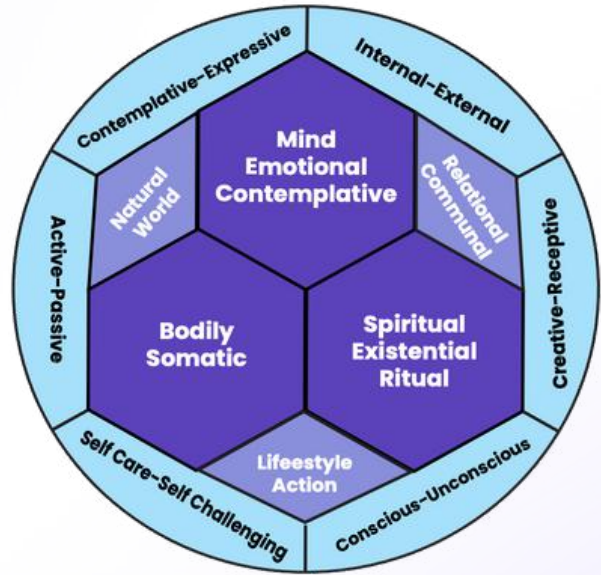 Contemplative-Expressive
Internal-External
Mind
Emotional
Contemplative
Natural
World
Relational
Communal
Active-Passive
Creative-Receptive
Bodily
Somatic
Spiritual
Existential
Ritual
Lifeestyle
Action
Self Care-Self Challenging
Conscious-Unconscious